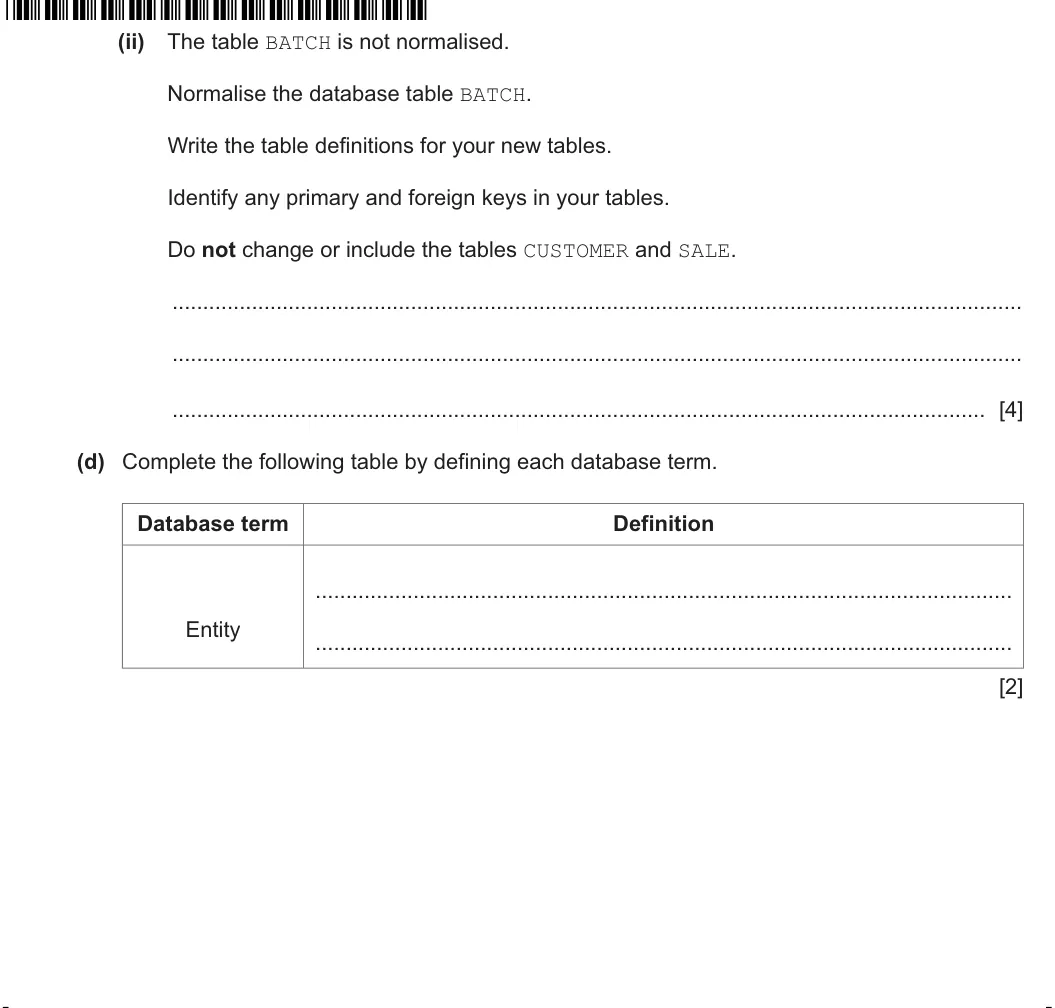 (ii) The table BATCH is not normalised.
Normalise the database table BATCH.
Write the table definitions for your new tables.
Identify any primary and foreign keys in your tables.
Do not change or include the tables CUSTOMER and SALE.
[4]
(d) Complete the following table by defining each database term.
Database term Definition
Entity
[2]